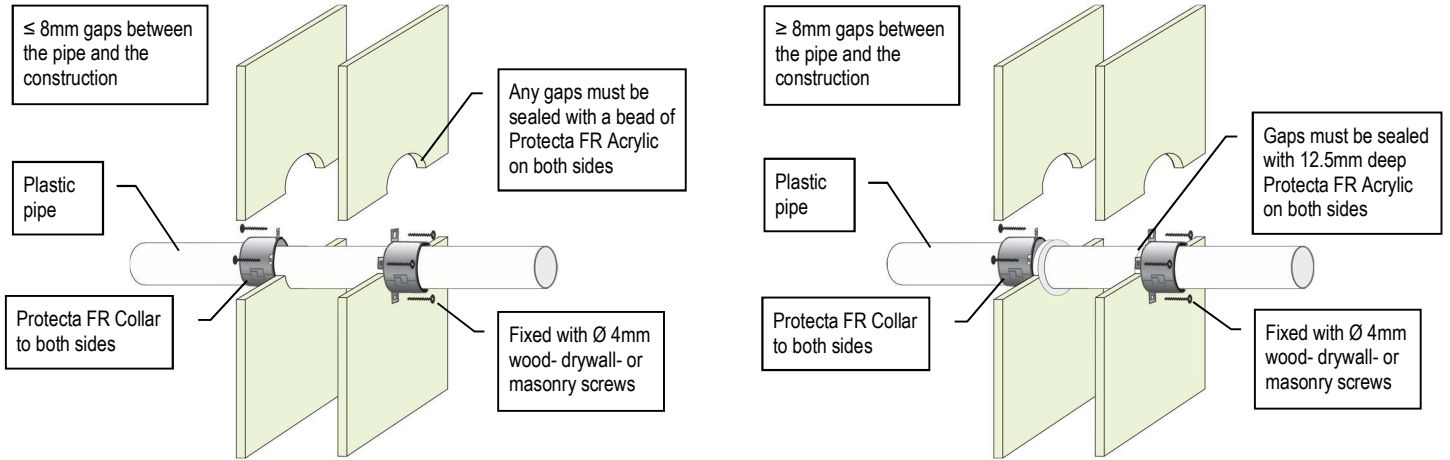 ≤ 8mm gaps between
the pipe and the
construction
Any gaps must be
sealed with a bead of
Protecta FR Acrylic
on both sides
Plastic
pipe
Protecta FR Collar
to both sides
Fixed with Ø 4mm
wood- drywall- or
masonry screws
≥ 8mm gaps between
the pipe and the
construction
Gaps must be sealed
with 12.5mm deep
Protecta FR Acrylic
on both sides
Plastic
pipe
Protecta FR Collar
to both sides
Fixed with Ø 4mm
wood- drywall- or
masonry screws